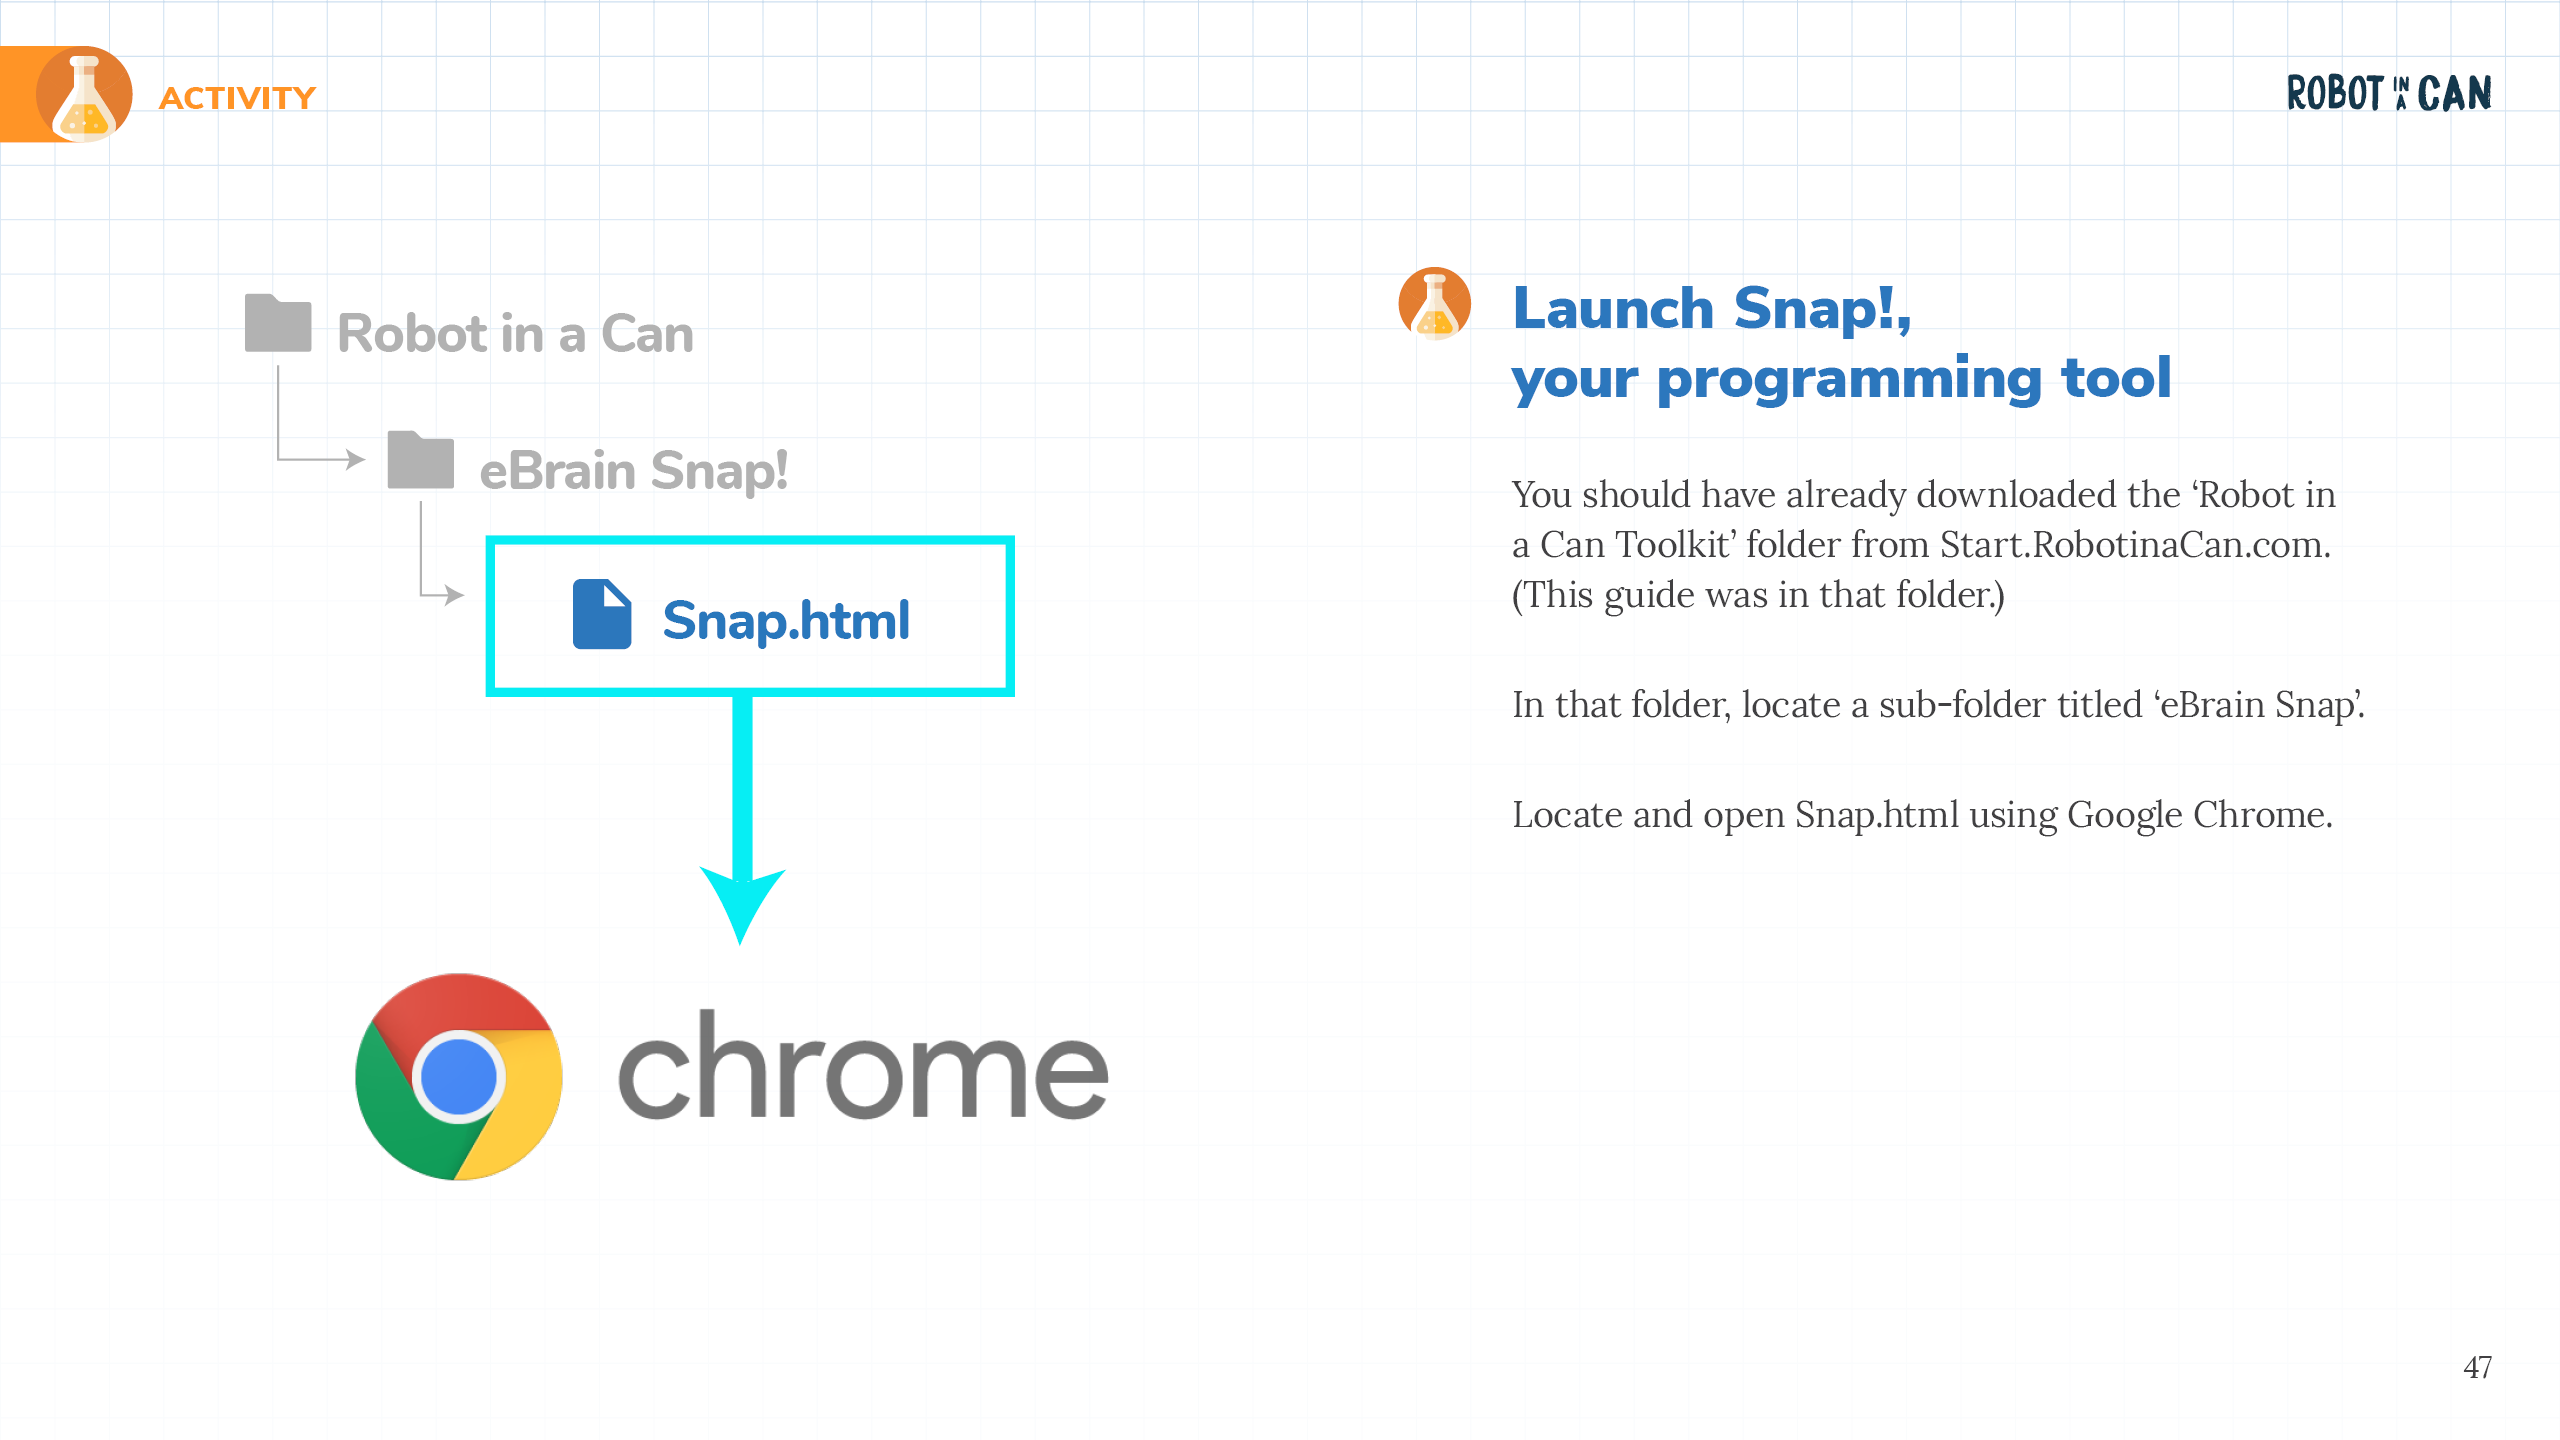 ACTIVITY
ROBOT IN A CAN
Robot in a Can
eBrain Snap!
Snap.html
chrome
Launch Snap!,
your programming tool
You should have already downloaded the ‘Robot in
a Can Toolkit’ folder from Start.RobotinaCan.com.
(This guide was in that folder.)
In that folder, locate a sub-folder titled ‘eBrain Snap’.
Locate and open Snap.html using Google Chrome.
47